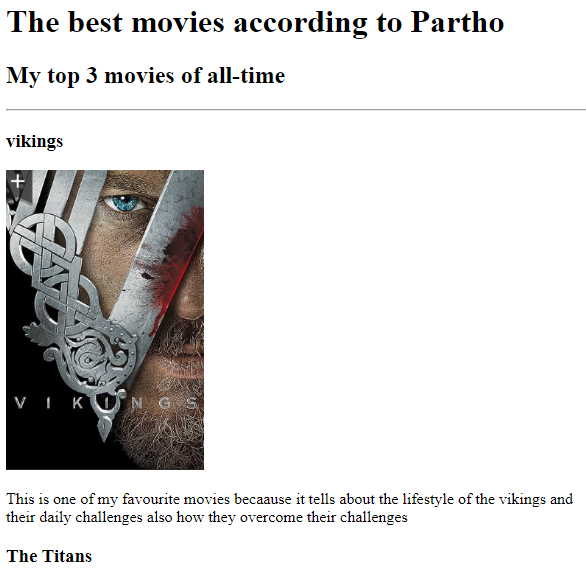 The best movies according to Partho
My top 3 movies of all-time
vikings
+
VIKINGS
This is one of my favourite movies becaause it tells about the lifestyle of the vikings and
their daily challenges also how they overcome their challenges
The Titans